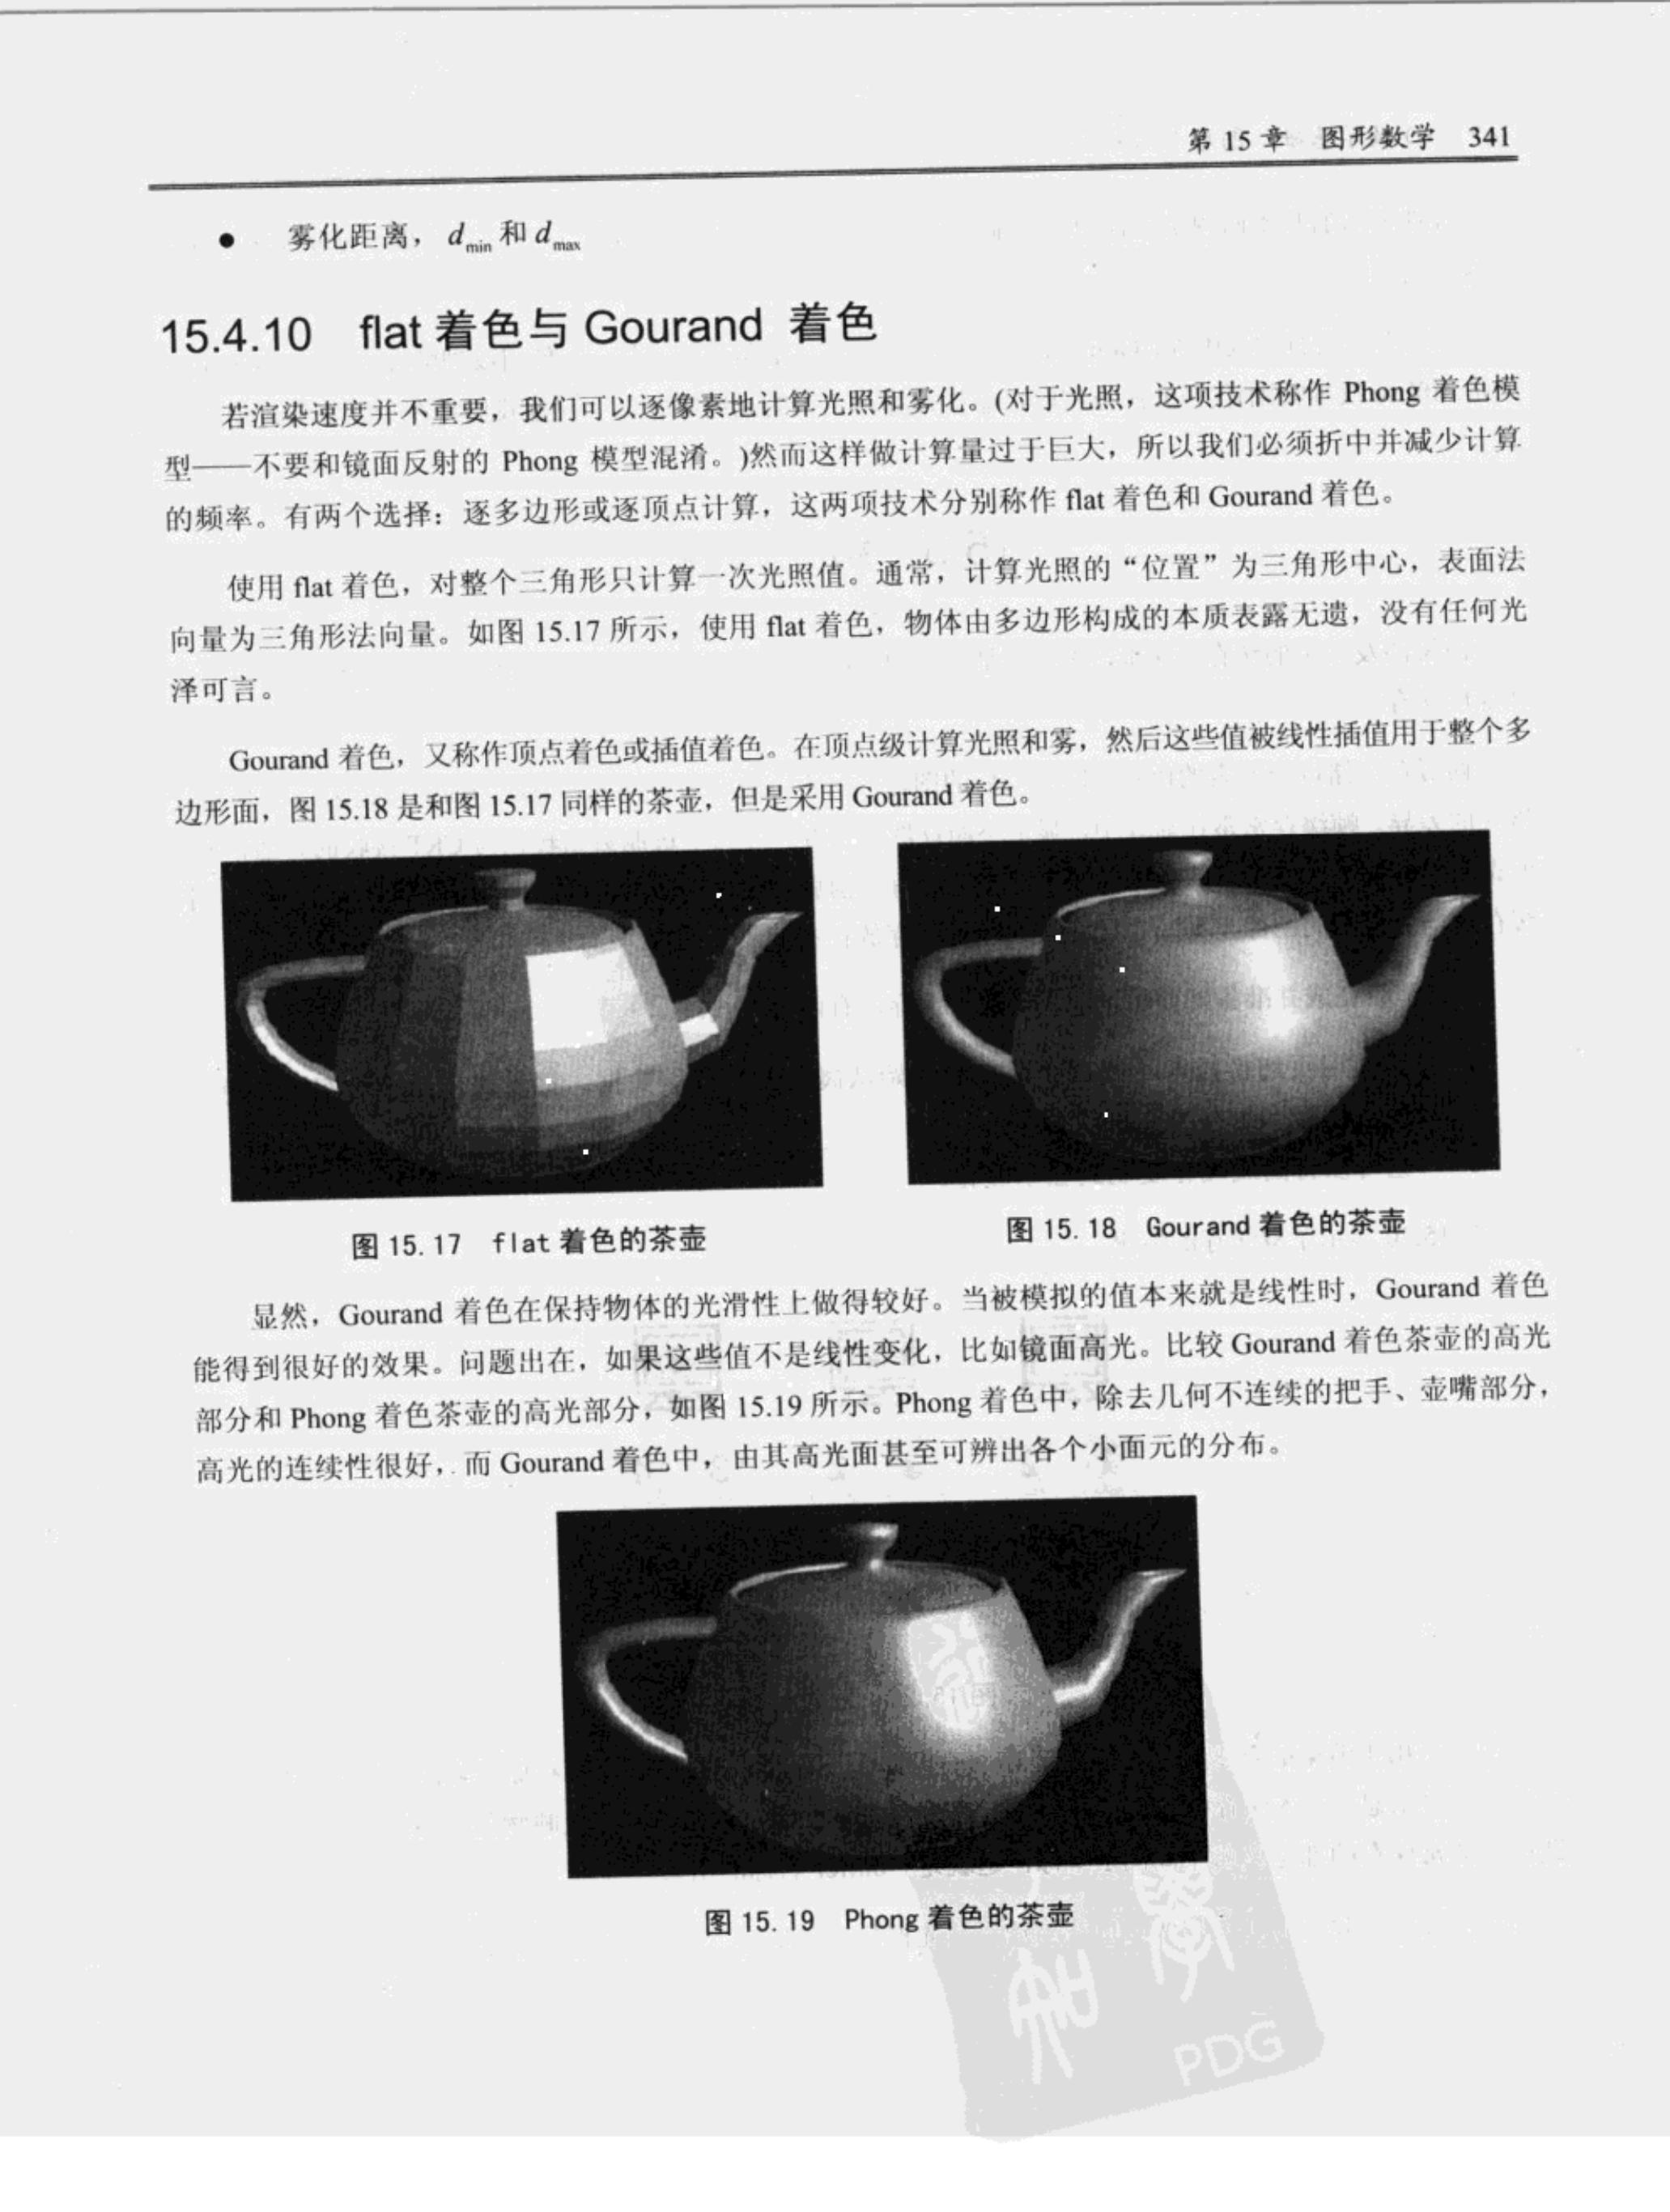 第 15 章 图形数学 341
● 雾化距离，dmin 和 dmax
15.4.10 flat 着色与 Gourand 着色
若渲染速度并不重要，我们可以逐像素地计算光照和雾化。(对于光照，这项技术称作 Phong 着色模
型——不要和镜面反射的 Phong 模型混淆。)然而这样做计算量过于巨大，所以我们必须折中并减少计算
的频率。有两个选择：逐多边形或逐顶点计算，这两项技术分别称作 flat 着色和 Gourand 着色。
使用 flat 着色，对整个三角形只计算一次光照值。通常，计算光照的“位置”为三角形中心，表面法
向量为三角形法向量。如图 15.17 所示，使用 flat 着色，物体由多边形构成的本质表露无遗，没有任何光
泽可言。
Gourand 着色，又称作顶点着色或插值着色。在顶点级计算光照和雾，然后这些值被线性插值用于整个多
边形面，图 15.18 是和图 15.17 同样的茶壶，但是采用 Gourand 着色。
图 15.17 flat 着色的茶壶
图 15.18 Gourand 着色的茶壶
显然，Gourand 着色在保持物体的光滑性上做得较好。当被模拟的值本来就是线性时，Gourand 着色
能得到很好的效果。问题出在，如果这些值不是线性变化，比如镜面高光。比较 Gourand 着色茶壶的高光
部分和 Phong 着色茶壶的高光部分，如图 15.19 所示。Phong 着色中，除去几何不连续的把手、壶嘴部分，
高光的连续性很好，而 Gourand 着色中，由其高光面甚至可辨出各个小面元的分布。
图 15.19 Phong 着色的茶壶
PDG